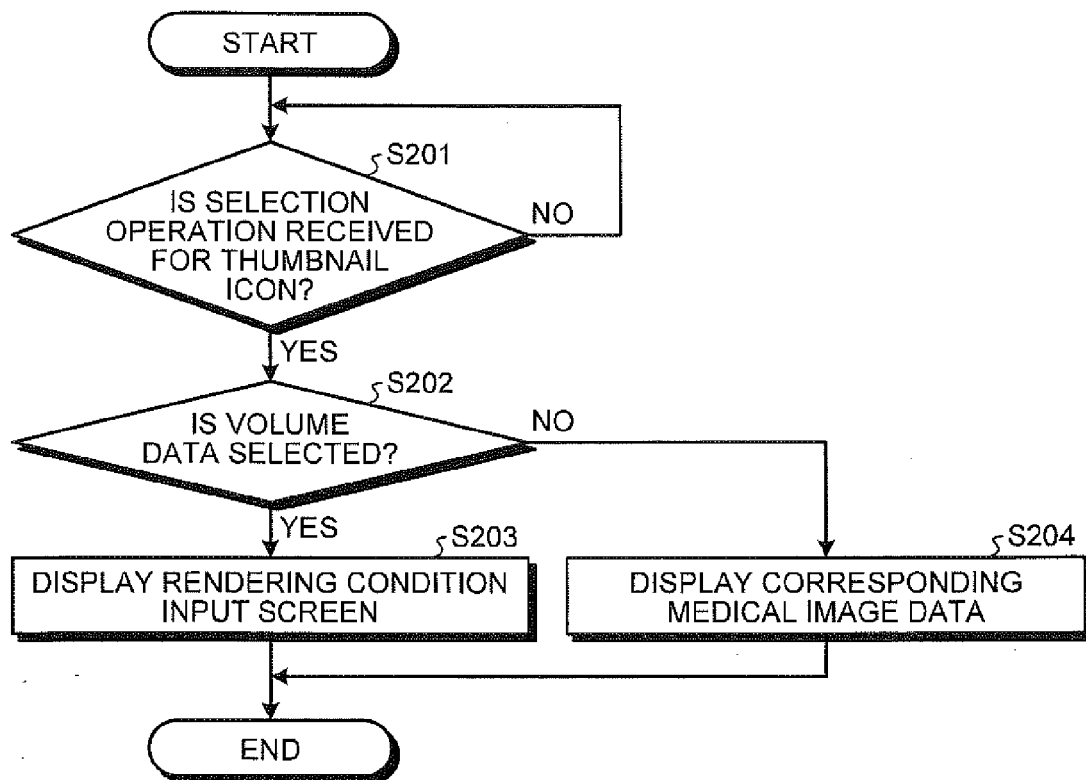 START
S201
IS SELECTION
OPERATION RECEIVED
FOR THUMBNAIL
ICON?
NO
YES
S202
IS VOLUME
DATA SELECTED?
NO
YES
S203
DISPLAY RENDERING CONDITION
INPUT SCREEN
S204
DISPLAY CORRESPONDING
MEDICAL IMAGE DATA
END